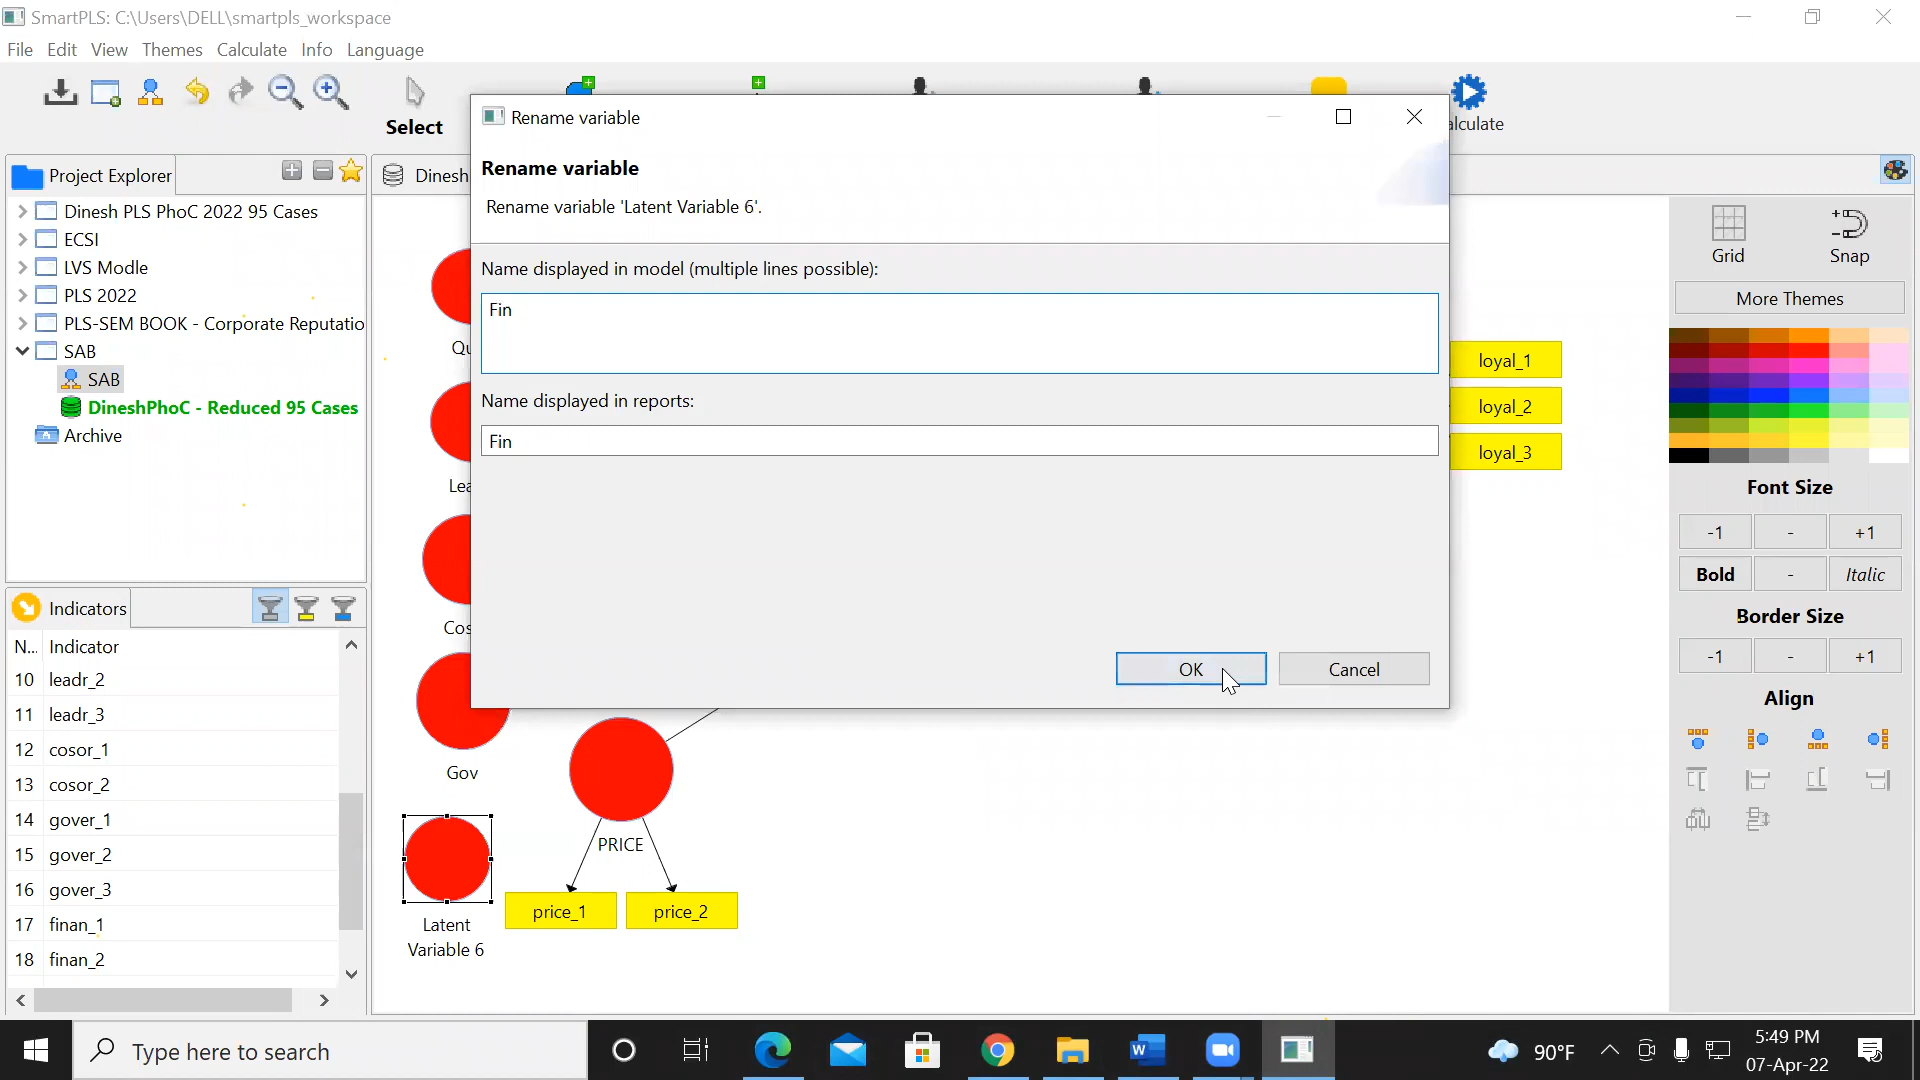 SmartPLS: C:\Users\DELL\smartpls_workspace
File Edit View Themes Calculate Info Language
Select
alculate
Project Explorer
Dinesh PLS PhoC 2022 95 Cases
ECSI
LVS Modle
PLS 2022
PLS-SEM BOOK - Corporate Reputatio
SAB
SAB
DineshPhoC - Reduced 95 Cases
Archive
Indicators
N... Indicator
10 leadr_2
11 leadr_3
12 cosor_1
13 cosor_2
14 gover_1
15 gover_2
16 gover_3
17 finan_1
18 finan_2
Dinesh
Qu
Lea
Cos
Gov
Latent
Variable 6
PRICE
price_1
price_2
Rename variable
Rename variable
Rename variable 'Latent Variable 6'.
Name displayed in model (multiple lines possible):
Fin
Name displayed in reports:
Fin
OK
Cancel
loyal_1
loyal_2
loyal_3
Grid
Snap
More Themes
Font Size
-1 - +1
Bold - Italic
Border Size
-1 - +1
Align
Type here to search
90°F
5:49 PM
07-Apr-22